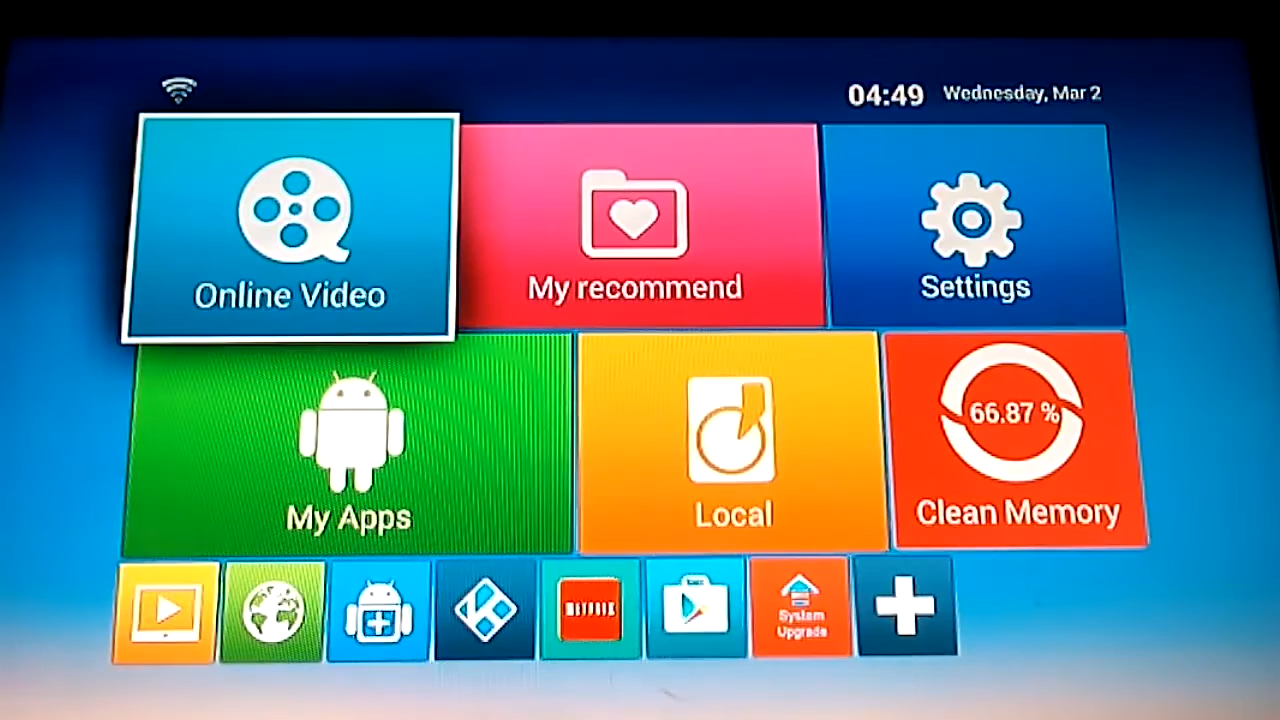 04:49 Wednesday, Mar 2
Online Video
My recommend
Settings
My Apps
Local
66.87 %
Clean Memory
NETFLIX
System
Upgrade